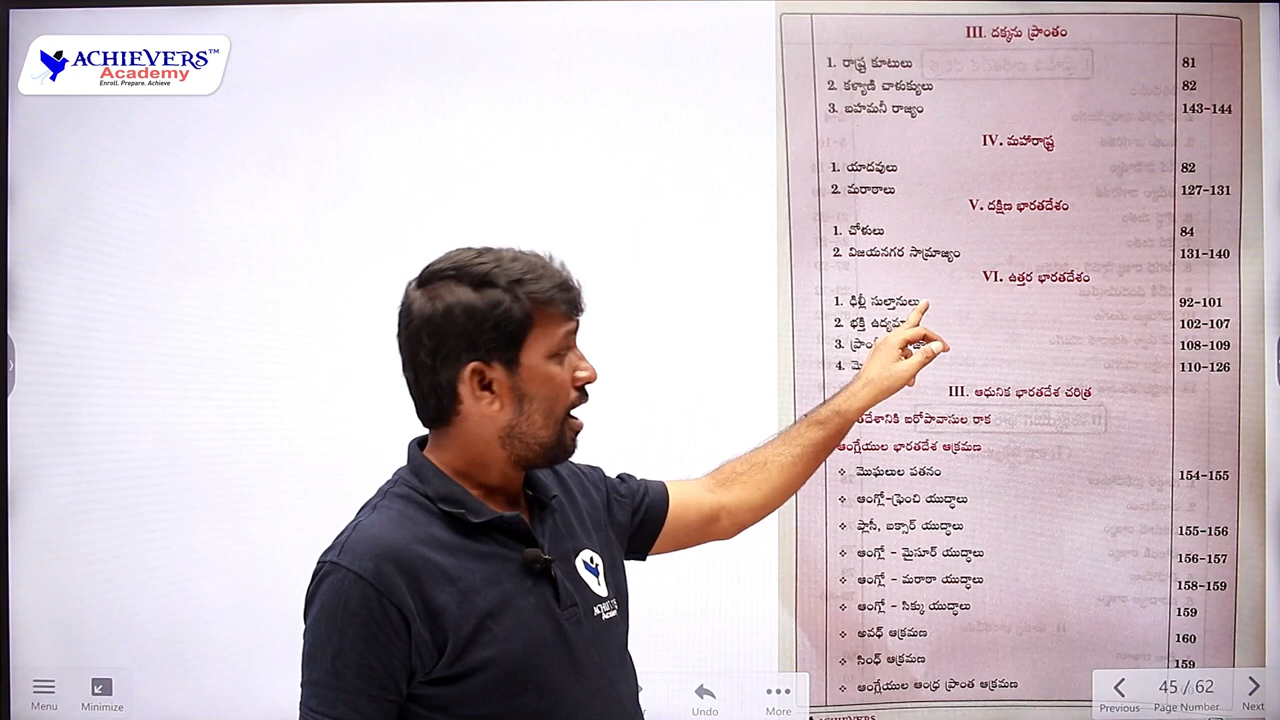 ACHIEVERS™
Academy
Enroll. Prepare. Achieve
III. దక్కను ప్రాంతం
1. రాష్ట్ర కూటులు 81
2. కళ్యాణి చాళుక్యులు 82
3. బహమనీ రాజ్యం 143-144
IV. మహారాష్ట్ర
1. యాదవులు 82
2. మరాఠాలు 127-131
V. దక్షిణ భారతదేశం
1. చోళులు 84
2. విజయనగర సామ్రాజ్యం 131-140
VI. ఉత్తర భారతదేశం
1. ఢిల్లీ సుల్తానులు 92-101
2. భక్తి 102-107
3. 108-109
4. 110-126
III. ఆధునిక భారతదేశ చరిత్ర
ఐరోపావాసుల రాక
ఆంగ్లేయుల భారతదేశ ఆక్రమణ
❖ మొఘలుల పతనం 154-155
❖ ఆంగ్లో-ఫ్రెంచి యుద్ధాలు
❖ ప్లాసీ, బక్సార్ యుద్ధాలు 155-156
❖ ఆంగ్లో - మైసూర్ యుద్ధాలు 156-157
❖ ఆంగ్లో - మరాఠా యుద్ధాలు 158-159
❖ ఆంగ్లో - సిక్కు యుద్ధాలు 159
❖ అవధ్ ఆక్రమణ 160
❖ సింధ్ ఆక్రమణ 159
❖ ఆంగ్లేయుల ఆంధ్ర ప్రాంత ఆక్రమణ
Academy
Menu
Minimize
Undo
More
45 / 62
Previous Page Number Next
ACHIEVERS